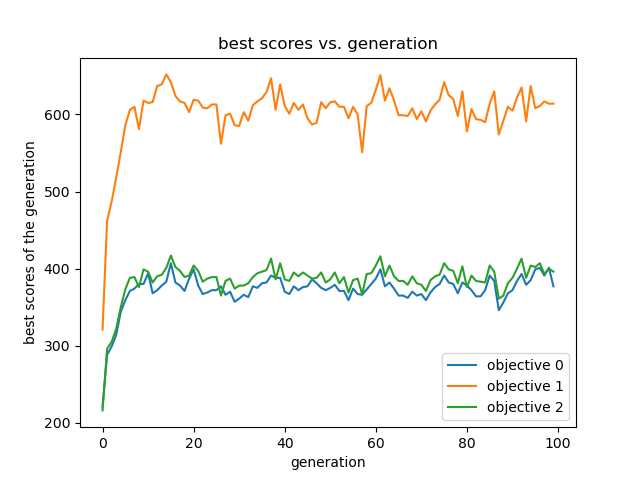 best scores vs. generation
best scores of the generation
600
500
400
300
200
0
20
40
60
80
100
generation
objective 0
objective 1
objective 2